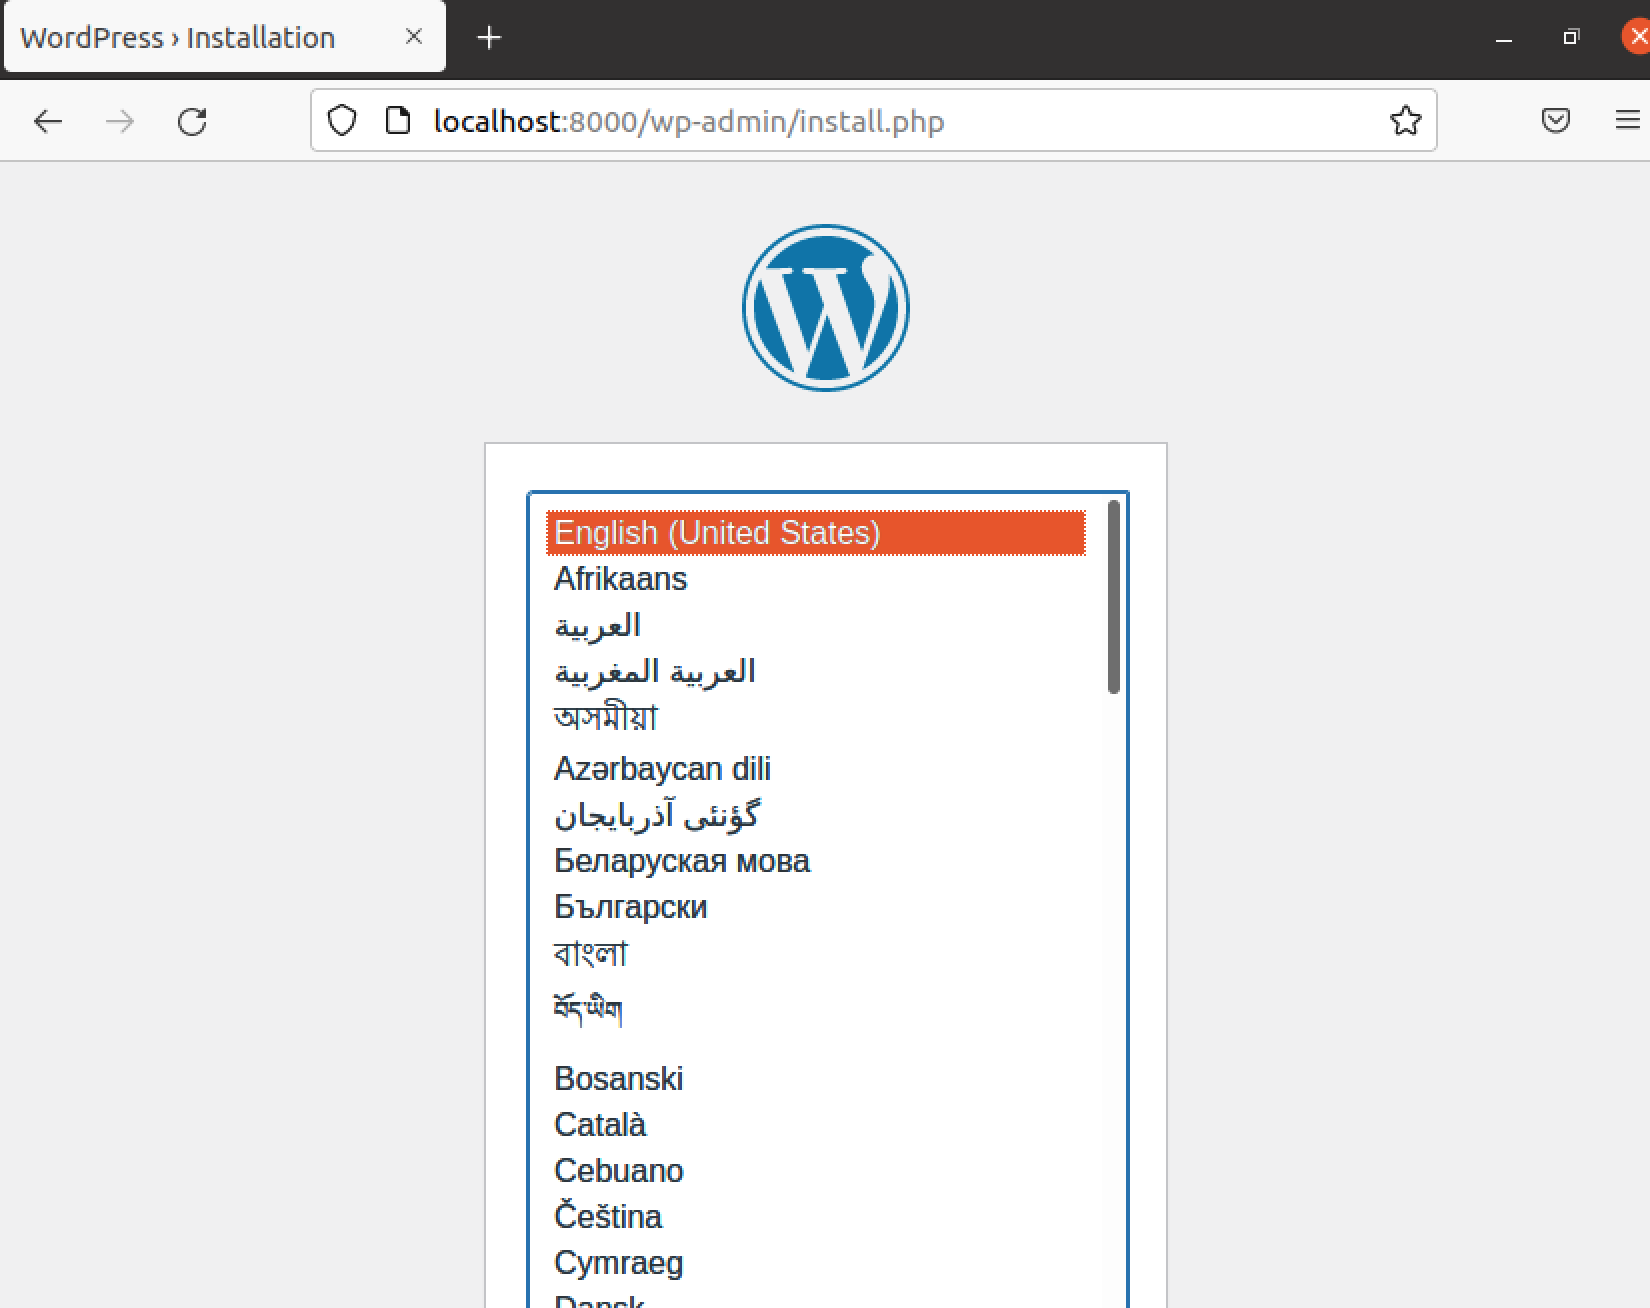 WordPress › Installation
localhost:8000/wp-admin/install.php
English (United States)
Afrikaans
العربية
العربية المغربية
অসমীয়া
Azərbaycan dili
گؤنئی آذربایجان
Беларуская мова
Български
বাংলা
བོད་ཡིག
Bosanski
Català
Cebuano
Čeština
Cymraeg
Dansk